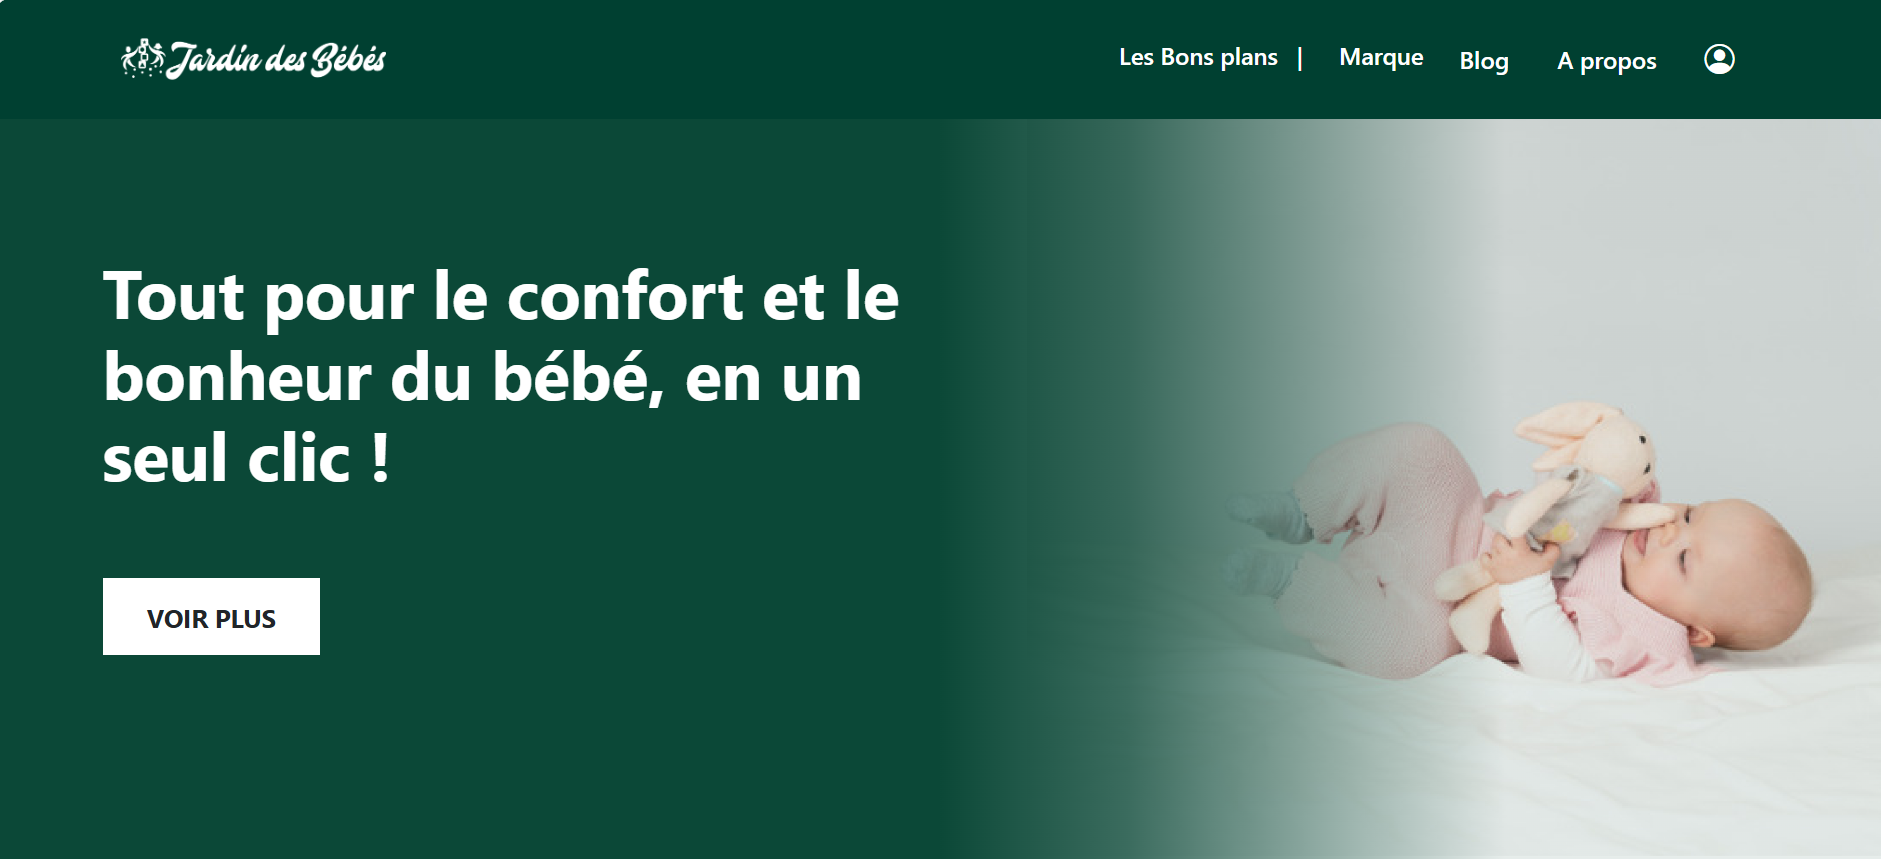 Jardin des Bébés
Les Bons plans | Marque Blog A propos
Tout pour le confort et le
bonheur du bébé, en un
seul clic !
VOIR PLUS